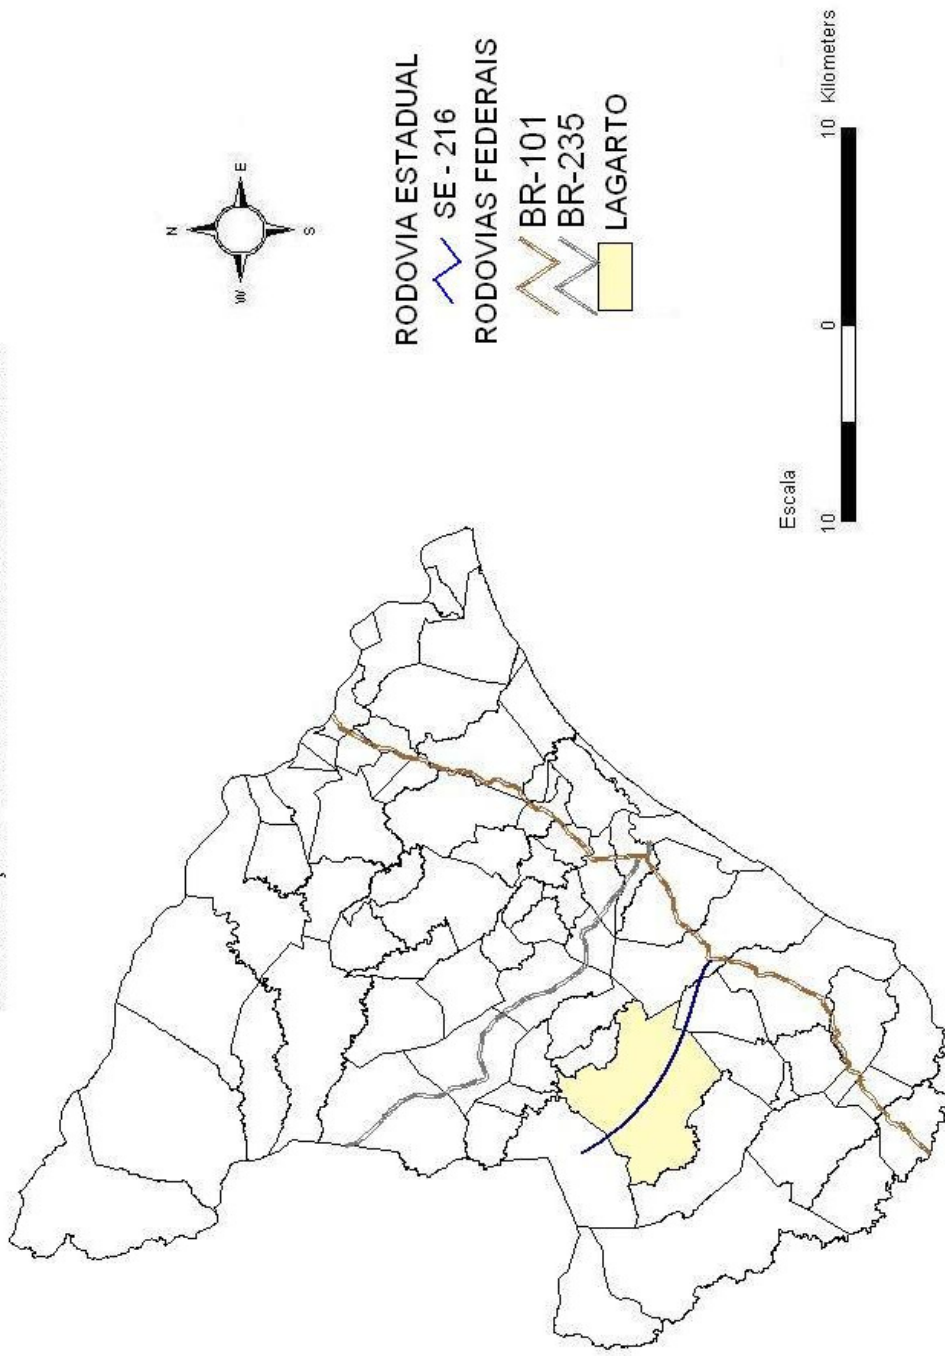 N
W
E
S
RODOVIA ESTADUAL
SE - 216
RODOVIAS FEDERAIS
BR-101
BR-235
LAGARTO
Escala
10 0 10 Kilometers